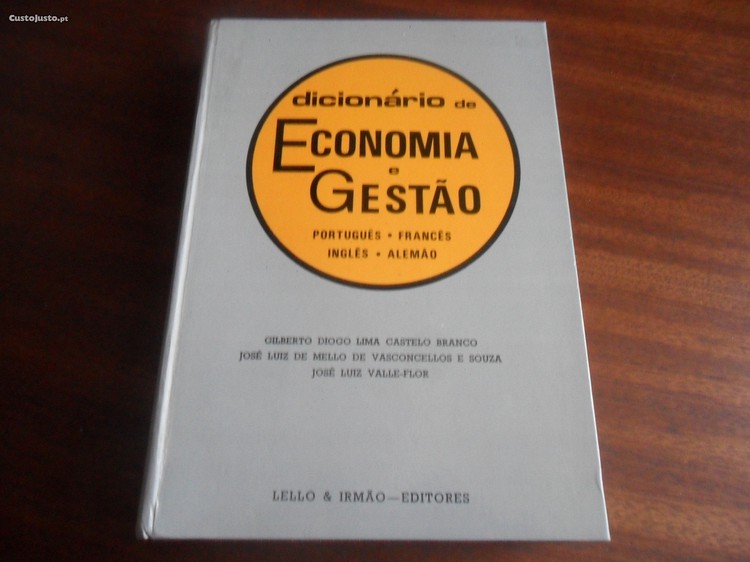 CustoJusto.pt
dicionário de
ECONOMIA
e
GESTÃO
PORTUGUÊS • FRANCÊS
INGLÊS • ALEMÃO
GILBERTO DIOGO LIMA CASTELO BRANCO
JOSÉ LUIZ DE MELLO DE VASCONCELLOS E SOUZA
JOSÉ LUIZ VALLE-FLOR
LELLO & IRMÃO—EDITORES